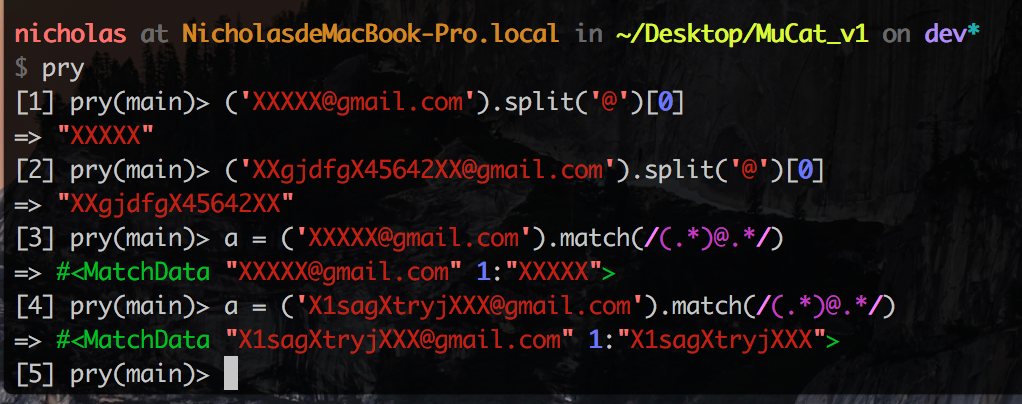 nicholas at NicholasdeMacBook-Pro.local in ~/Desktop/MuCat_v1 on dev*
$ pry
[1] pry(main)> ('XXXXX@gmail.com').split('@')[0]
=> "XXXXX"
[2] pry(main)> ('XXgjdfgX45642XX@gmail.com').split('@')[0]
=> "XXgjdfgX45642XX"
[3] pry(main)> a = ('XXXXX@gmail.com').match(/(.*)@.*/)
=> #<MatchData "XXXXX@gmail.com" 1:"XXXXX">
[4] pry(main)> a = ('X1sagXtryjXXX@gmail.com').match(/(.*)@.*/)
=> #<MatchData "X1sagXtryjXXX@gmail.com" 1:"X1sagXtryjXXX">
[5] pry(main)>